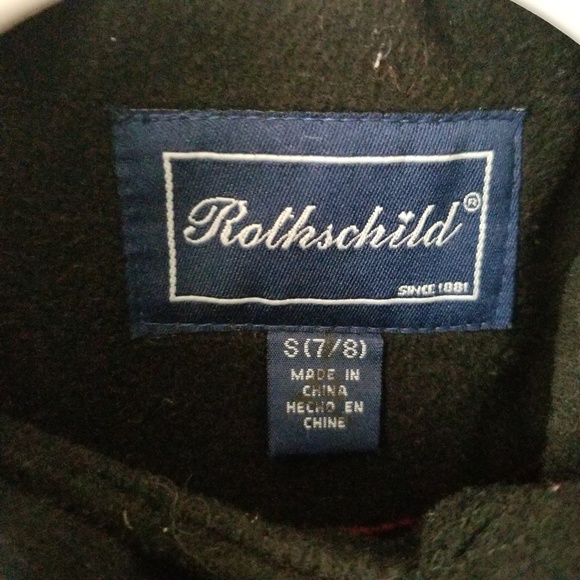 Rothschild®
SINCE 1881
S(7/8)
MADE IN
CHINA
HECHO EN
CHINE